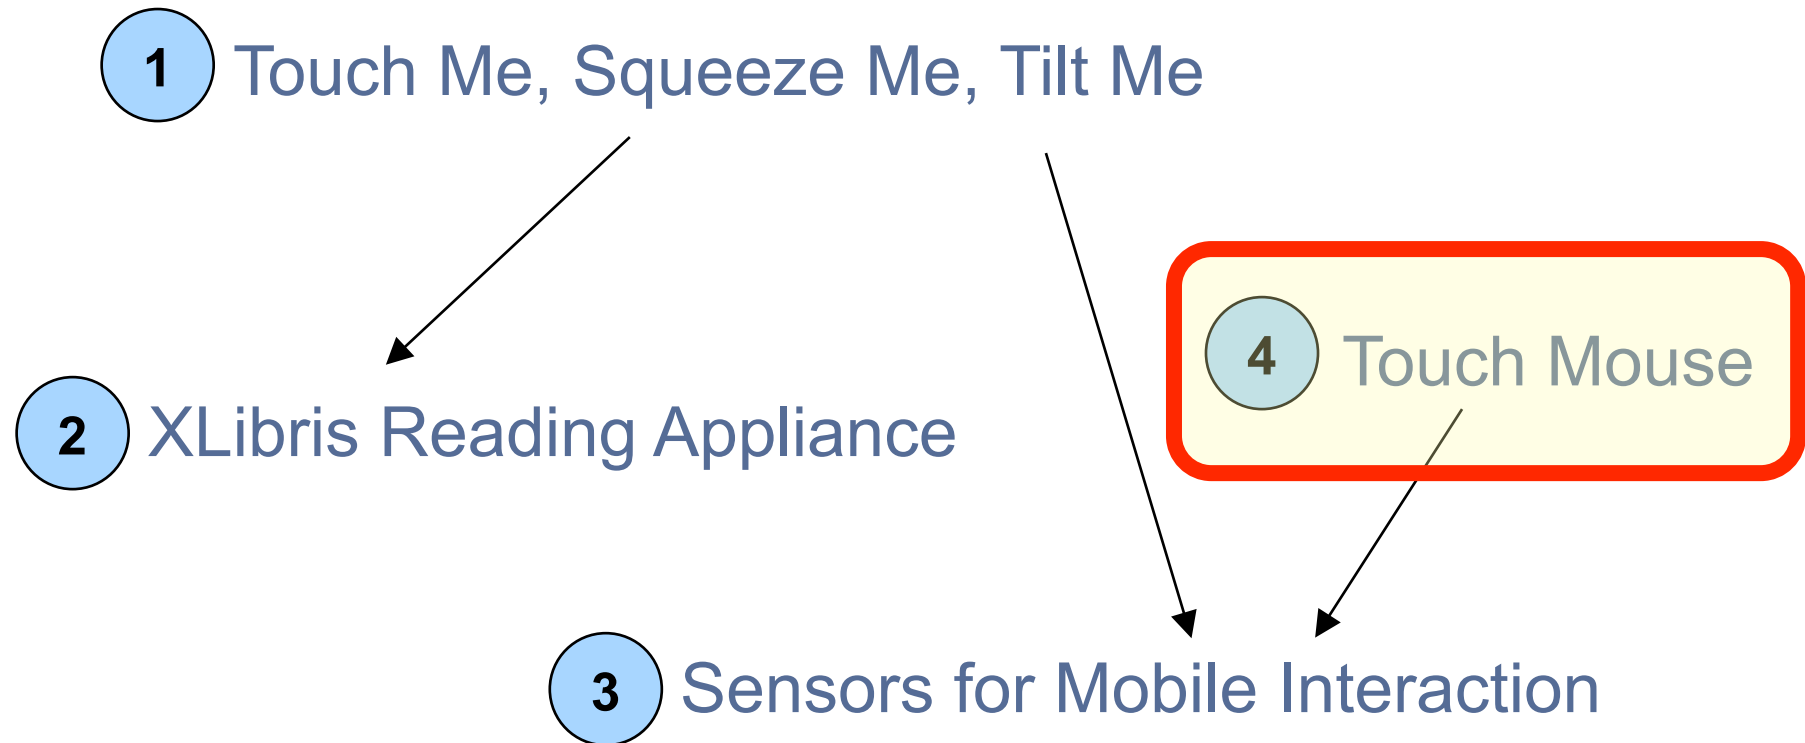 1 Touch Me, Squeeze Me, Tilt Me
4 Touch Mouse
2 XLibris Reading Appliance
3 Sensors for Mobile Interaction